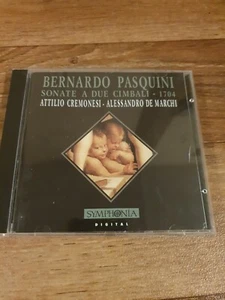 BERNARDO PASQUINI
SONATE A DUE CIMBALI - 1704
ATTILIO CREMONESI - ALESSANDRO DE MARCHI
SYMPHONIA
DIGITAL